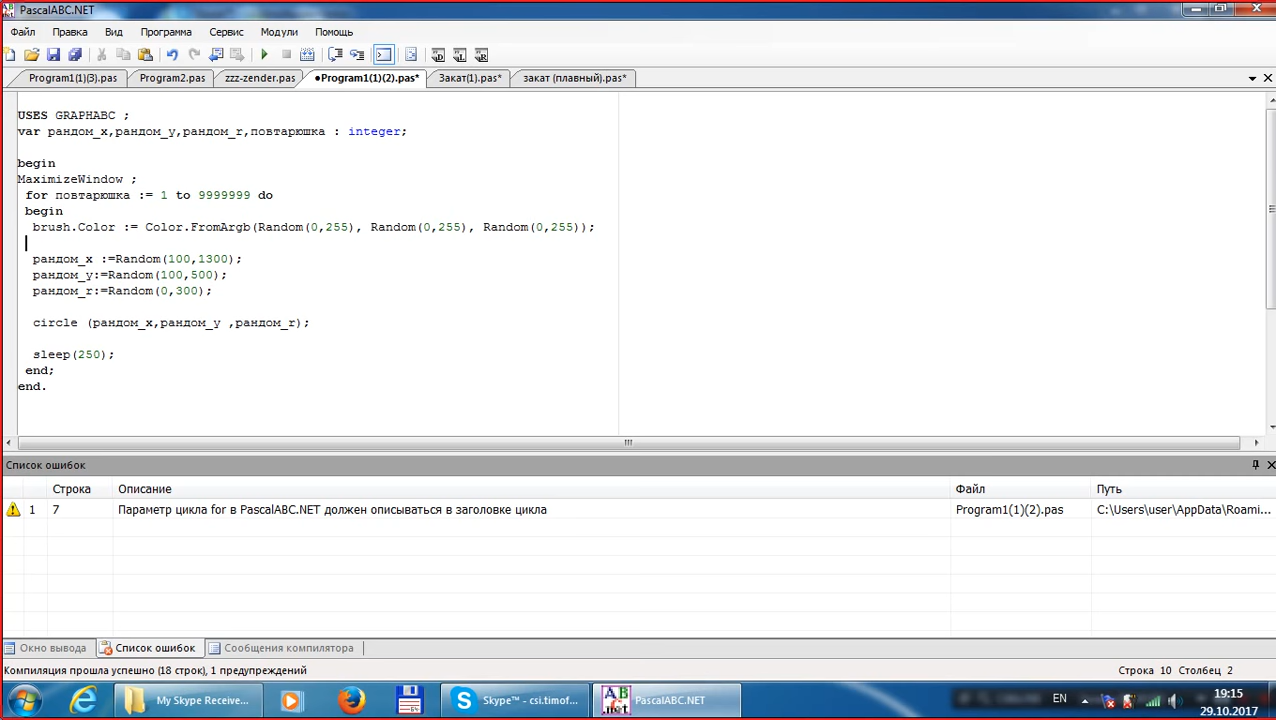 PascalABC.NET
Файл Правка Вид Программа Сервис Модули Помощь
Program1(1)(3).pas Program2.pas zzz-zender.pas •Program1(1)(2).pas* Закат(1).pas* закат (плавный).pas*
USES GRAPHABC ;
var рандом_x,рандом_y,рандом_r,повтарюшка : integer;
begin
MaximizeWindow ;
for повтарюшка := 1 to 9999999 do
begin
brush.Color := Color.FromArgb(Random(0,255), Random(0,255), Random(0,255));
рандом_x :=Random(100,1300);
рандом_y:=Random(100,500);
рандом_r:=Random(0,300);
circle (рандом_x,рандом_y ,рандом_r);
sleep(250);
end;
end.
Список ошибок
Строка Описание Файл Путь
1 7 Параметр цикла for в PascalABC.NET должен описываться в заголовке цикла Program1(1)(2).pas C:\Users\user\AppData\Roami...
Окно вывода Список ошибок Сообщения компилятора
Компиляция прошла успешно (18 строк), 1 предупреждений Строка 10 Столбец 2
My Skype Receive... Skype™ - csi.timof... PascalABC.NET EN 19:15
29.10.2017